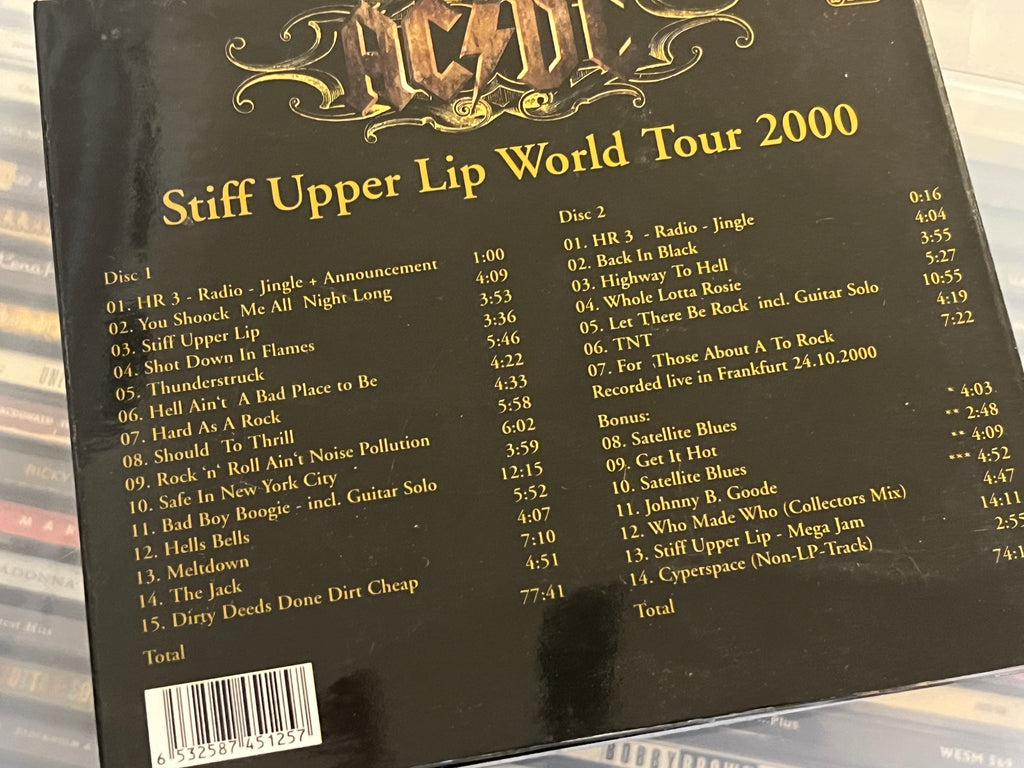 AC/DC
Stiff Upper Lip World Tour 2000
Disc 1
01. HR 3 - Radio - Jingle + Announcement 1:00
02. You Shoock Me All Night Long 4:09
03. Stiff Upper Lip 3:53
04. Shot Down In Flames 3:36
05. Thunderstruck 5:46
06. Hell Ain't A Bad Place to Be 4:22
07. Hard As A Rock 4:33
08. Should To Thrill 5:58
09. Rock 'n' Roll Ain't Noise Pollution 6:02
10. Safe In New York City 3:59
11. Bad Boy Boogie - incl. Guitar Solo 12:15
12. Hells Bells 5:52
13. Meltdown 4:07
14. The Jack 7:10
15. Dirty Deeds Done Dirt Cheap 4:51
Total 77:41
6 532587 451257
Disc 2
01. HR 3 - Radio - Jingle 0:16
02. Back In Black 4:04
03. Highway To Hell 3:55
04. Whole Lotta Rosie 5:27
05. Let There Be Rock incl. Guitar Solo 10:55
06. TNT 4:19
07. For Those About A To Rock 7:22
Recorded live in Frankfurt 24.10.2000
Bonus:
08. Satellite Blues * 4:03
09. Get It Hot ** 2:48
10. Satellite Blues ** 4:09
11. Johnny B. Goode *** 4:52
12. Who Made Who (Collectors Mix) 4:47
13. Stiff Upper Lip - Mega Jam 14:11
14. Cyperspace (Non-LP-Track) 2:55
Total 74:1
MADONNA
Plus
BOBBY BROWN
WESM 369